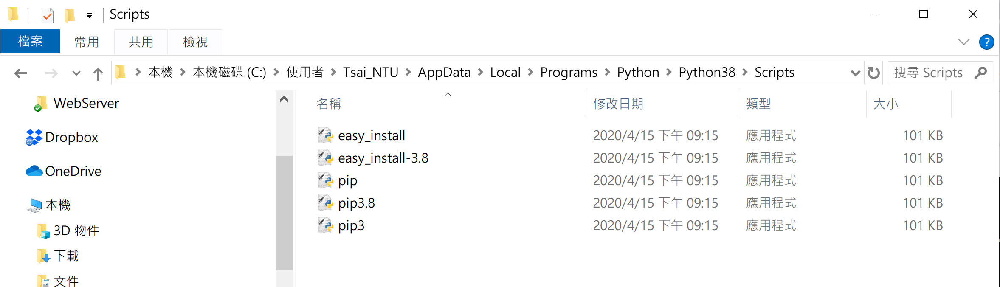 Scripts
檔案 常用 共用 檢視
本機 本機磁碟 (C:) 使用者 Tsai_NTU AppData Local Programs Python Python38 Scripts 搜尋 Scripts
WebServer
Dropbox
OneDrive
本機
3D 物件
下載
文件
名稱 修改日期 類型 大小
easy_install 2020/4/15 下午 09:15 應用程式 101 KB
easy_install-3.8 2020/4/15 下午 09:15 應用程式 101 KB
pip 2020/4/15 下午 09:15 應用程式 101 KB
pip3.8 2020/4/15 下午 09:15 應用程式 101 KB
pip3 2020/4/15 下午 09:15 應用程式 101 KB